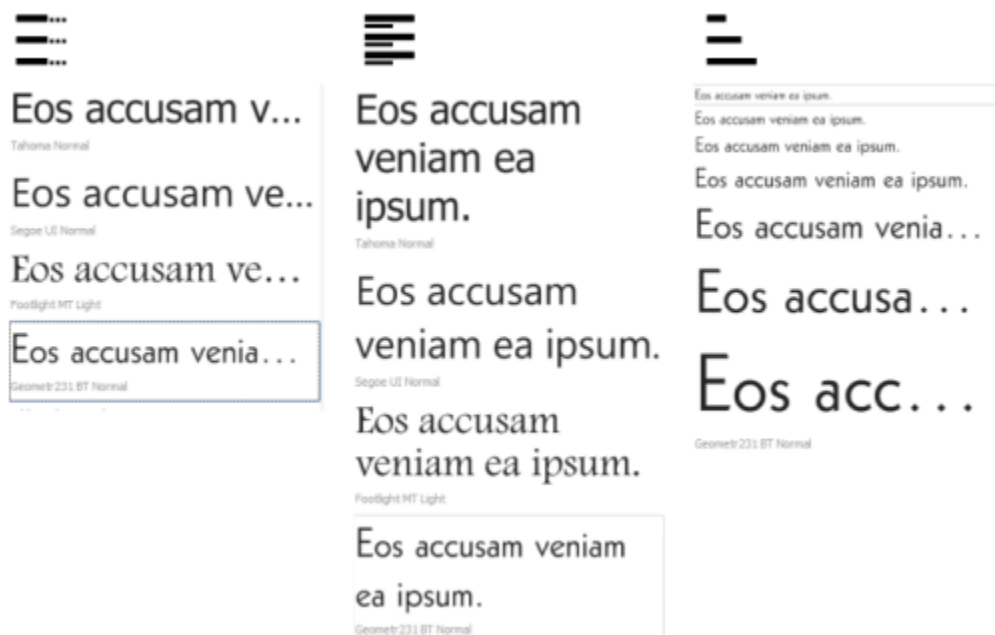 Eos accusam v...
Tahoma Normal
Eos accusam ve...
Segoe UI Normal
Eos accusam ve...
Footlight MT Light
Eos accusam venia...
Geometr231 BT Normal
Eos accusam
veniam ea
ipsum.
Tahoma Normal
Eos accusam
veniam ea ipsum.
Segoe UI Normal
Eos accusam
veniam ea ipsum.
Footlight MT Light
Eos accusam veniam
ea ipsum.
Geometr231 BT Normal
Eos accusam veniam ea ipsum.
Eos accusam veniam ea ipsum.
Eos accusam veniam ea ipsum.
Eos accusam veniam ea ipsum.
Eos accusam venia...
Eos accusa...
Eos acc...
Geometr231 BT Normal